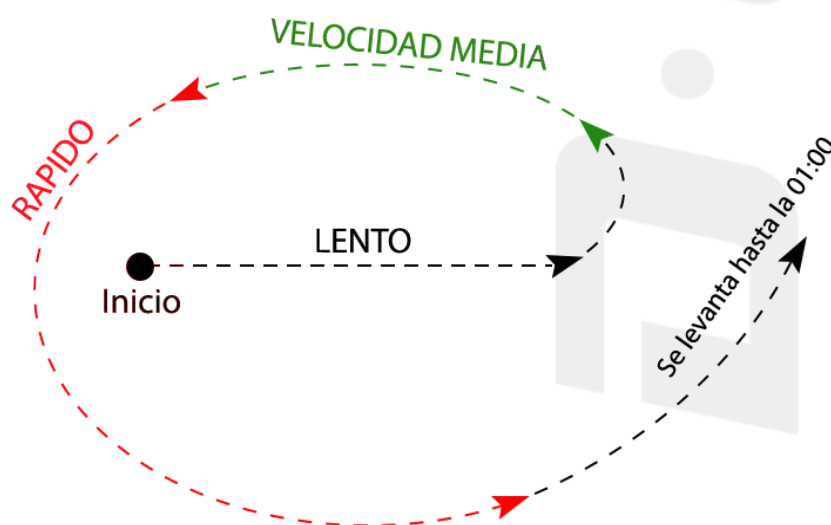 VELOCIDAD MEDIA
RAPIDO
LENTO
Inicio
Se levanta hasta la 01:00